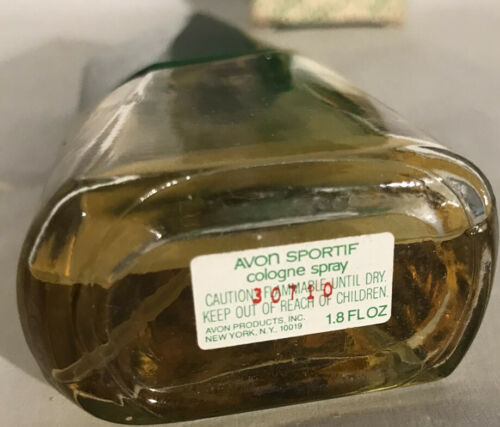 AVON SPORTIF
cologne spray
CAUTION: FLAMMABLE UNTIL DRY.
30710
KEEP OUT OF REACH OF CHILDREN.
AVON PRODUCTS, INC.
NEW YORK, N.Y. 10019
1.8 FL OZ